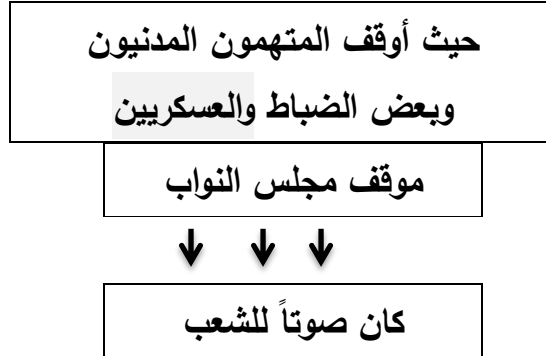 حيث أوقف المتهمون المدنيون
وبعض الضباط والعسكريين
موقف مجلس النواب
كان صوتاً للشعب